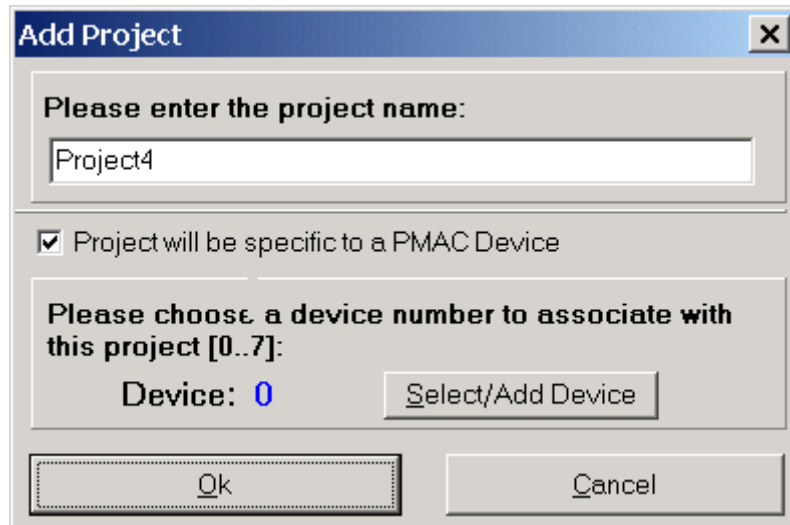 Add Project
Please enter the project name:
Project4
Project will be specific to a PMAC Device
Please choose a device number to associate with
this project [0..7]:
Device: 0
Select/Add Device
Ok
Cancel